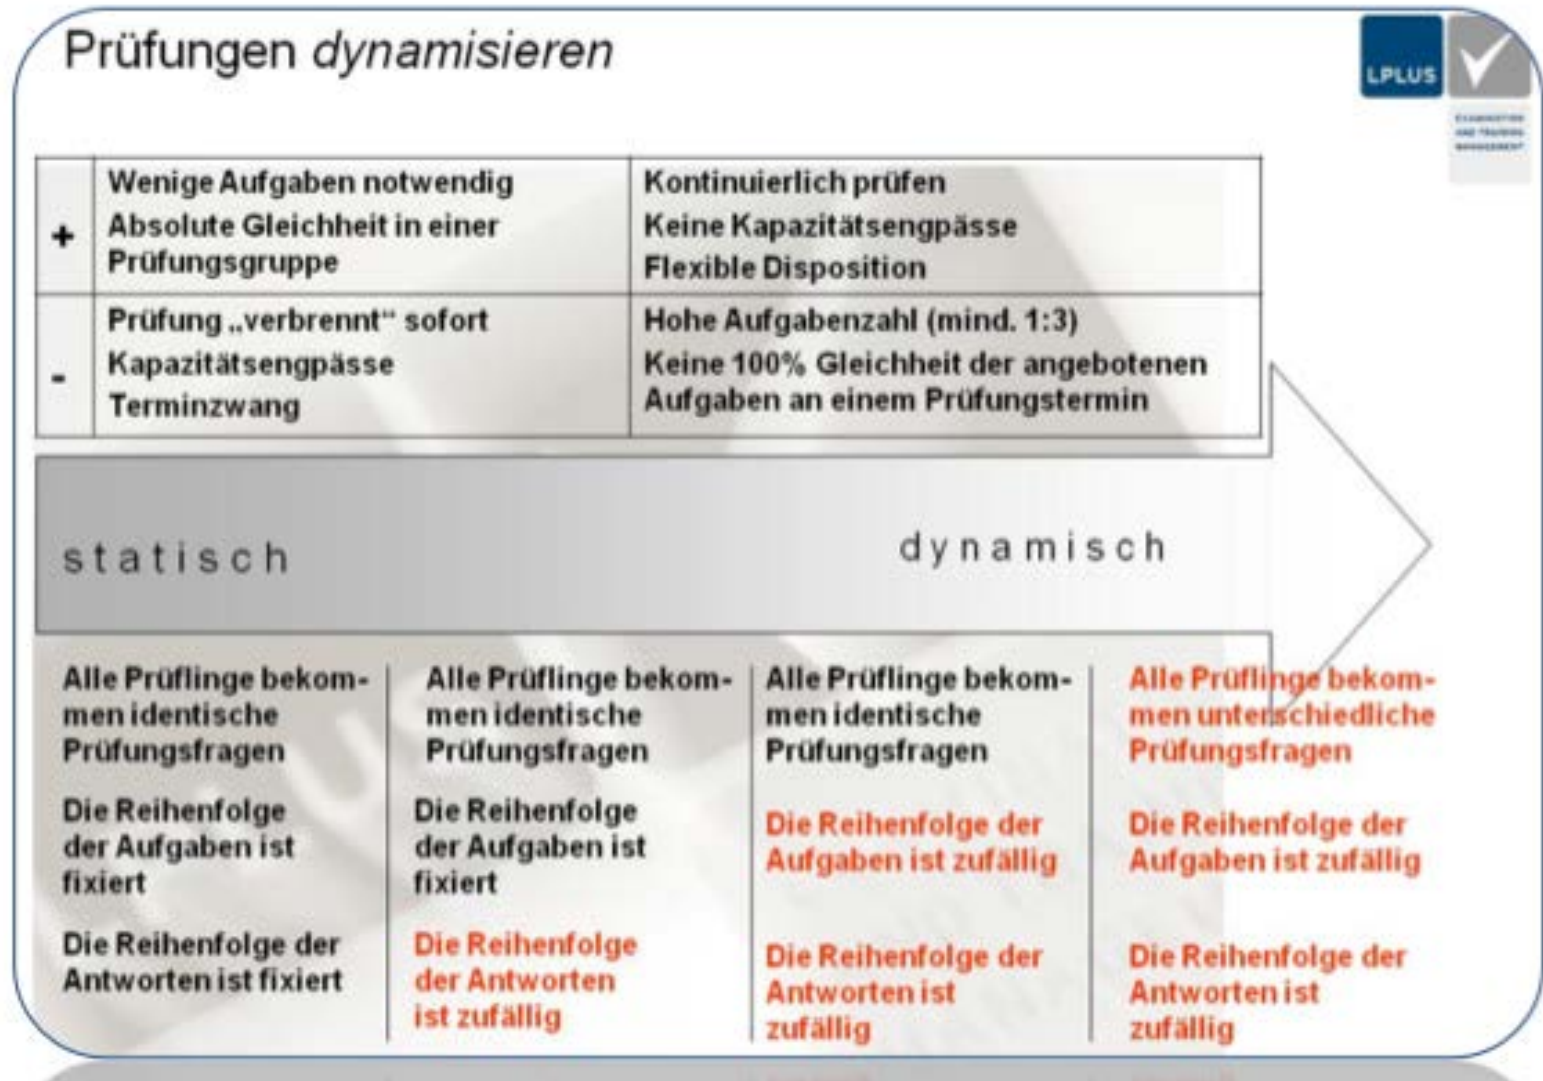 Prüfungen dynamisieren
LPLUS
EXAMINATION
AND TRAINING
MANAGEMENT
+
Wenige Aufgaben notwendig
Absolute Gleichheit in einer
Prüfungsgruppe
Kontinuierlich prüfen
Keine Kapazitätsengpässe
Flexible Disposition
-
Prüfung „verbrennt“ sofort
Kapazitätsengpässe
Terminzwang
Hohe Aufgabenzahl (mind. 1:3)
Keine 100% Gleichheit der angebotenen
Aufgaben an einem Prüfungstermin
statisch
dynamisch
Alle Prüflinge bekom-
men identische
Prüfungsfragen
Die Reihenfolge
der Aufgaben ist
fixiert
Die Reihenfolge der
Antworten ist fixiert
Alle Prüflinge bekom-
men identische
Prüfungsfragen
Die Reihenfolge
der Aufgaben ist
fixiert
Die Reihenfolge
der Antworten
ist zufällig
Alle Prüflinge bekom-
men identische
Prüfungsfragen
Die Reihenfolge der
Aufgaben ist zufällig
Die Reihenfolge der
Antworten ist
zufällig
Alle Prüflinge bekom-
men unterschiedliche
Prüfungsfragen
Die Reihenfolge der
Aufgaben ist zufällig
Die Reihenfolge der
Antworten ist
zufällig